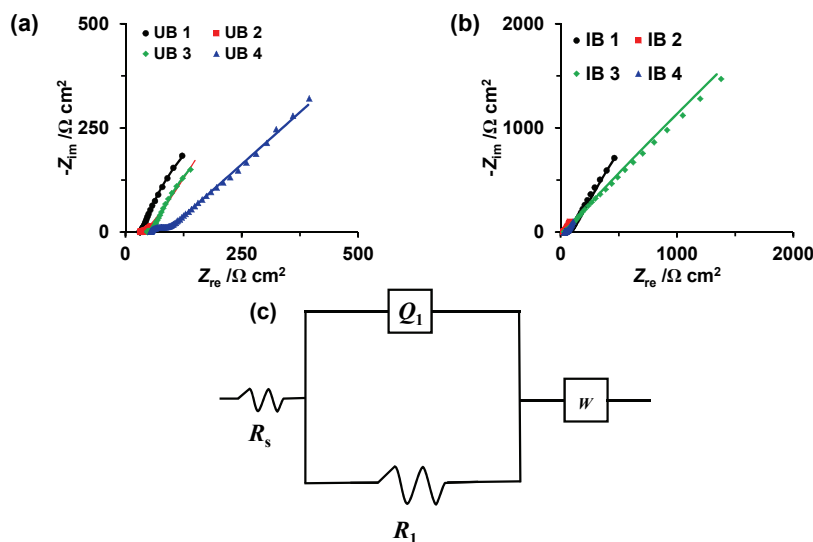 (a)
500
UB 1
UB 2
UB 3
UB 4
-Zim /Ω cm²
250
0
0
250
500
Zre /Ω cm²
(b)
2000
IB 1
IB 2
IB 3
IB 4
-Zim /Ω cm²
1000
0
0
1000
2000
Zre /Ω cm²
(c)
Q1
Rs
W
R1